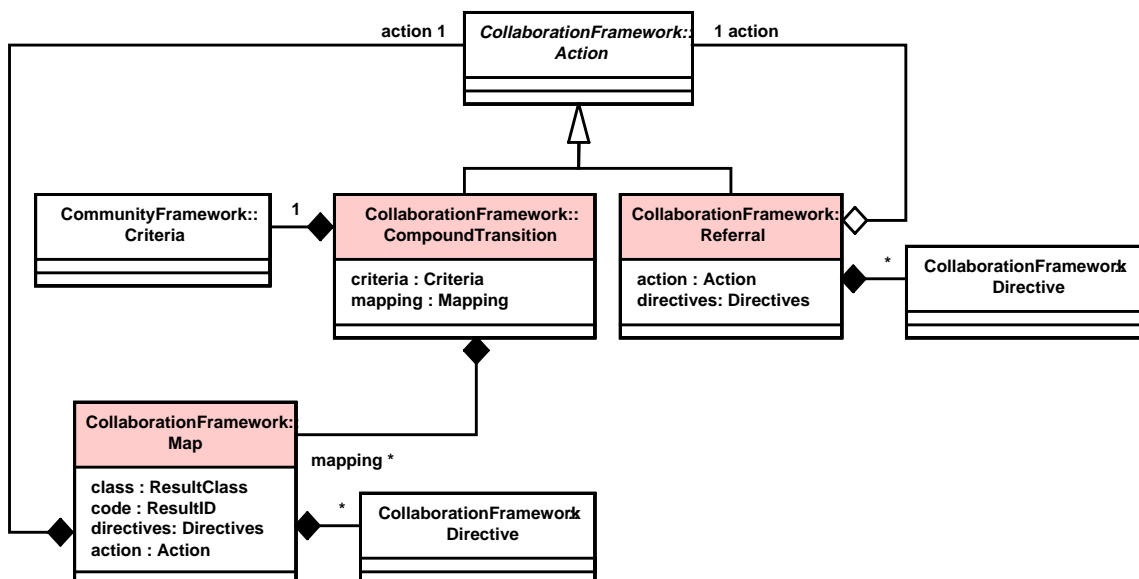 action 1
CollaborationFramework::
Action
1 action
CommunityFramework::
Criteria
1
CollaborationFramework::
CompoundTransition
criteria : Criteria
mapping : Mapping
CollaborationFramework::
Referral
action : Action
directives: Directives
*
CollaborationFramework::
Directive
CollaborationFramework::
Map
class : ResultClass
code : ResultID
directives: Directives
action : Action
mapping *
*
CollaborationFramework::
Directive